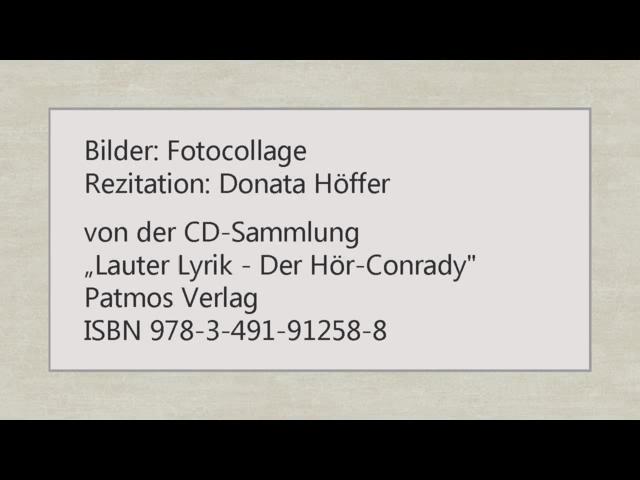 Bilder: Fotocollage
Rezitation: Donata Höffer
von der CD-Sammlung
„Lauter Lyrik - Der Hör-Conrady"
Patmos Verlag
ISBN 978-3-491-91258-8